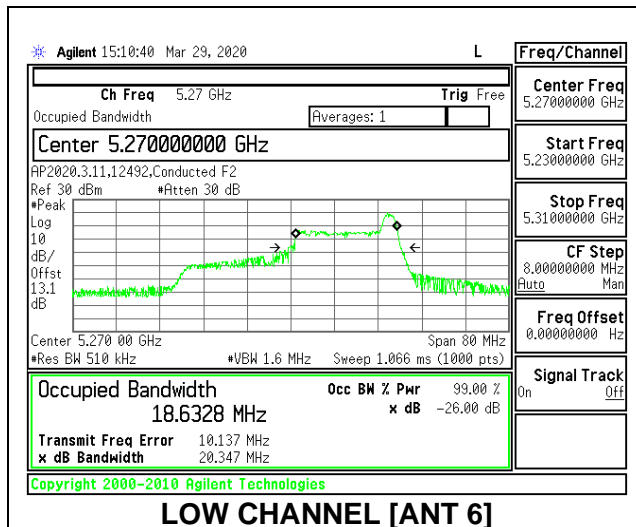 Agilent 15:10:40 Mar 29, 2020 L
Freq/Channel
Ch Freq 5.27 GHz Trig Free
Occupied Bandwidth Averages: 1
Center 5.270000000 GHz
AP2020.3.11,12492,Conducted F2
Ref 30 dBm #Atten 30 dB
#Peak
Log
10
dB/
Offst
13.1
dB
Center 5.270 00 GHz Span 80 MHz
#Res BW 510 kHz #VBW 1.6 MHz Sweep 1.066 ms (1000 pts)
Occupied Bandwidth Occ BW % Pwr 99.00 %
18.6328 MHz x dB -26.00 dB
Transmit Freq Error 10.137 MHz
x dB Bandwidth 20.347 MHz
Copyright 2000-2010 Agilent Technologies
Center Freq
5.27000000 GHz
Start Freq
5.23000000 GHz
Stop Freq
5.31000000 GHz
CF Step
8.00000000 MHz
Auto Man
Freq Offset
0.00000000 Hz
Signal Track
On Off
LOW CHANNEL [ANT 6]